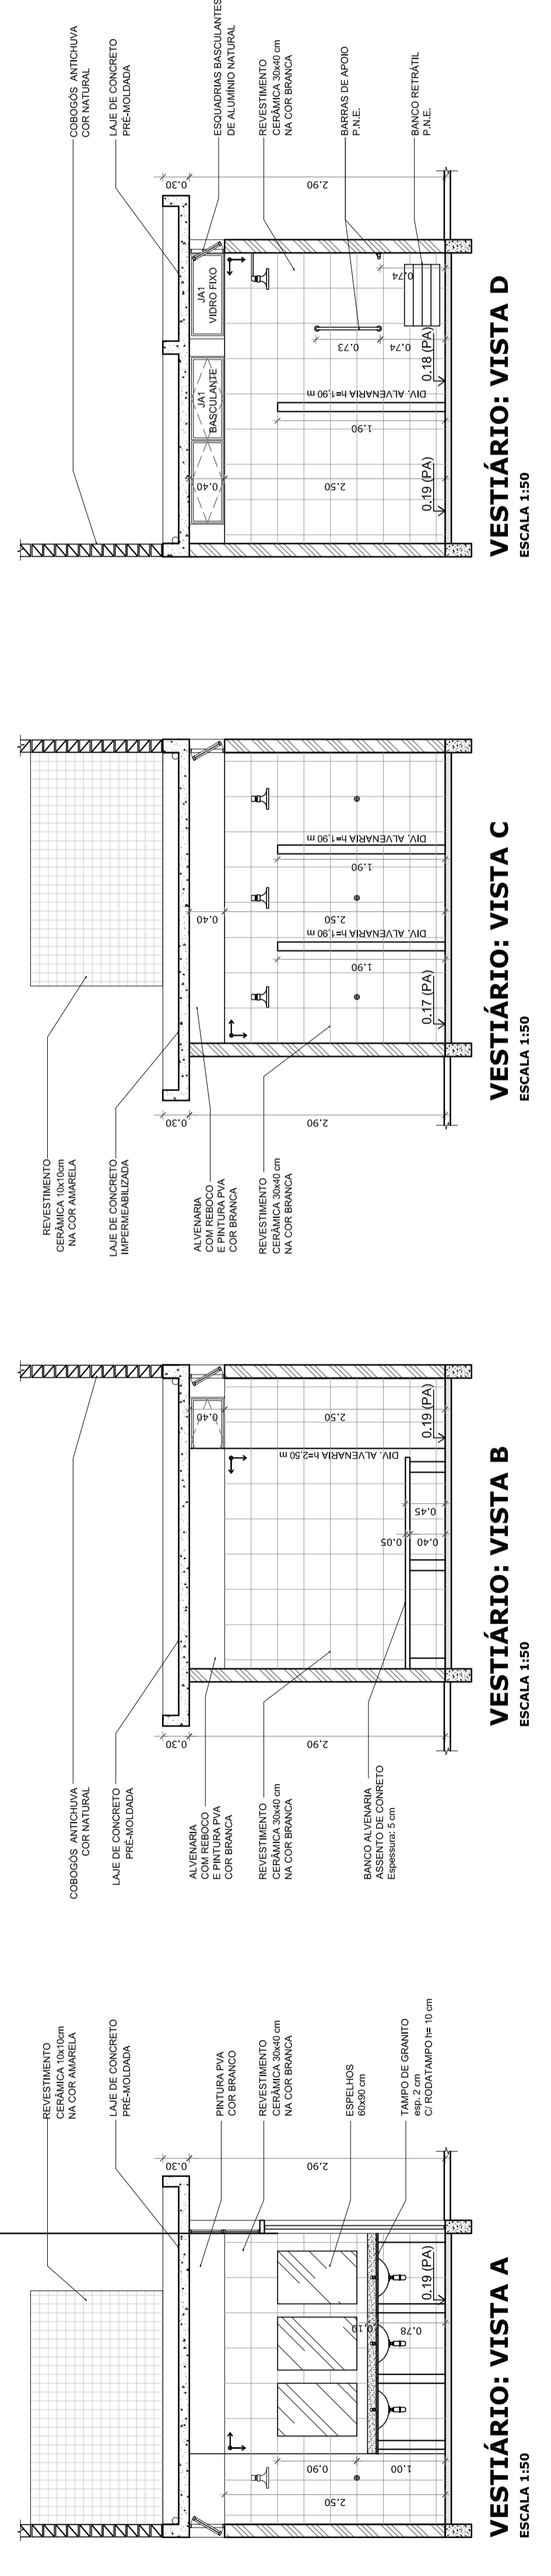 REVESTIMENTO
CERÂMICA 10x10cm
NA COR AMARELA
LAJE DE CONCRETO
PRÉ-MOLDADA
PINTURA PVA
COR BRANCO
REVESTIMENTO
CERÂMICA 30x40 cm
NA COR BRANCA
ESPELHOS
60x90 cm
TAMPO DE GRANITO
esp. 2 cm
C/ RODATAMPO h= 10 cm
0.30
2.90
2.50
0.90
1.00
0.10
0.78
0.19 (PA)
VESTIÁRIO: VISTA A
ESCALA 1:50
COBOGÓS ANTICHUVA
COR NATURAL
LAJE DE CONCRETO
PRÉ-MOLDADA
ALVENARIA
COM REBOCO
E PINTURA PVA
COR BRANCA
REVESTIMENTO
CERÂMICA 30x40 cm
NA COR BRANCA
BANCO ALVENARIA
ASSENTO DE CONRETO
Espessura: 5 cm
0.30
2.90
0.40
2.50
DIV. ALVENARIA h=2,50 m
0.05
0.40
0.45
0.19 (PA)
VESTIÁRIO: VISTA B
ESCALA 1:50
REVESTIMENTO
CERÂMICA 10x10cm
NA COR AMARELA
LAJE DE CONCRETO
IMPERMEABILIZADA
ALVENARIA
COM REBOCO
E PINTURA PVA
COR BRANCA
REVESTIMENTO
CERÂMICA 30x40 cm
NA COR BRANCA
0.30
2.90
0.40
2.50
1.90
DIV. ALVENARIA h=1,90 m
1.90
DIV. ALVENARIA h=1,90 m
0.17 (PA)
VESTIÁRIO: VISTA C
ESCALA 1:50
COBOGÓS ANTICHUVA
COR NATURAL
LAJE DE CONCRETO
PRÉ-MOLDADA
ESQUADRIAS BASCULANTES
DE ALUMÍNIO NATURAL
REVESTIMENTO
CERÂMICA 30x40 cm
NA COR BRANCA
BARRAS DE APOIO
P.N.E.
BANCO RETRÁTIL
P.N.E.
0.30
2.90
JA1
BASCULANTE
JA1
VIDRO FIXO
0.40
2.50
1.90
DIV. ALVENARIA h=1,90 m
0.73
0.74
0.74
0.19 (PA)
0.18 (PA)
VESTIÁRIO: VISTA D
ESCALA 1:50